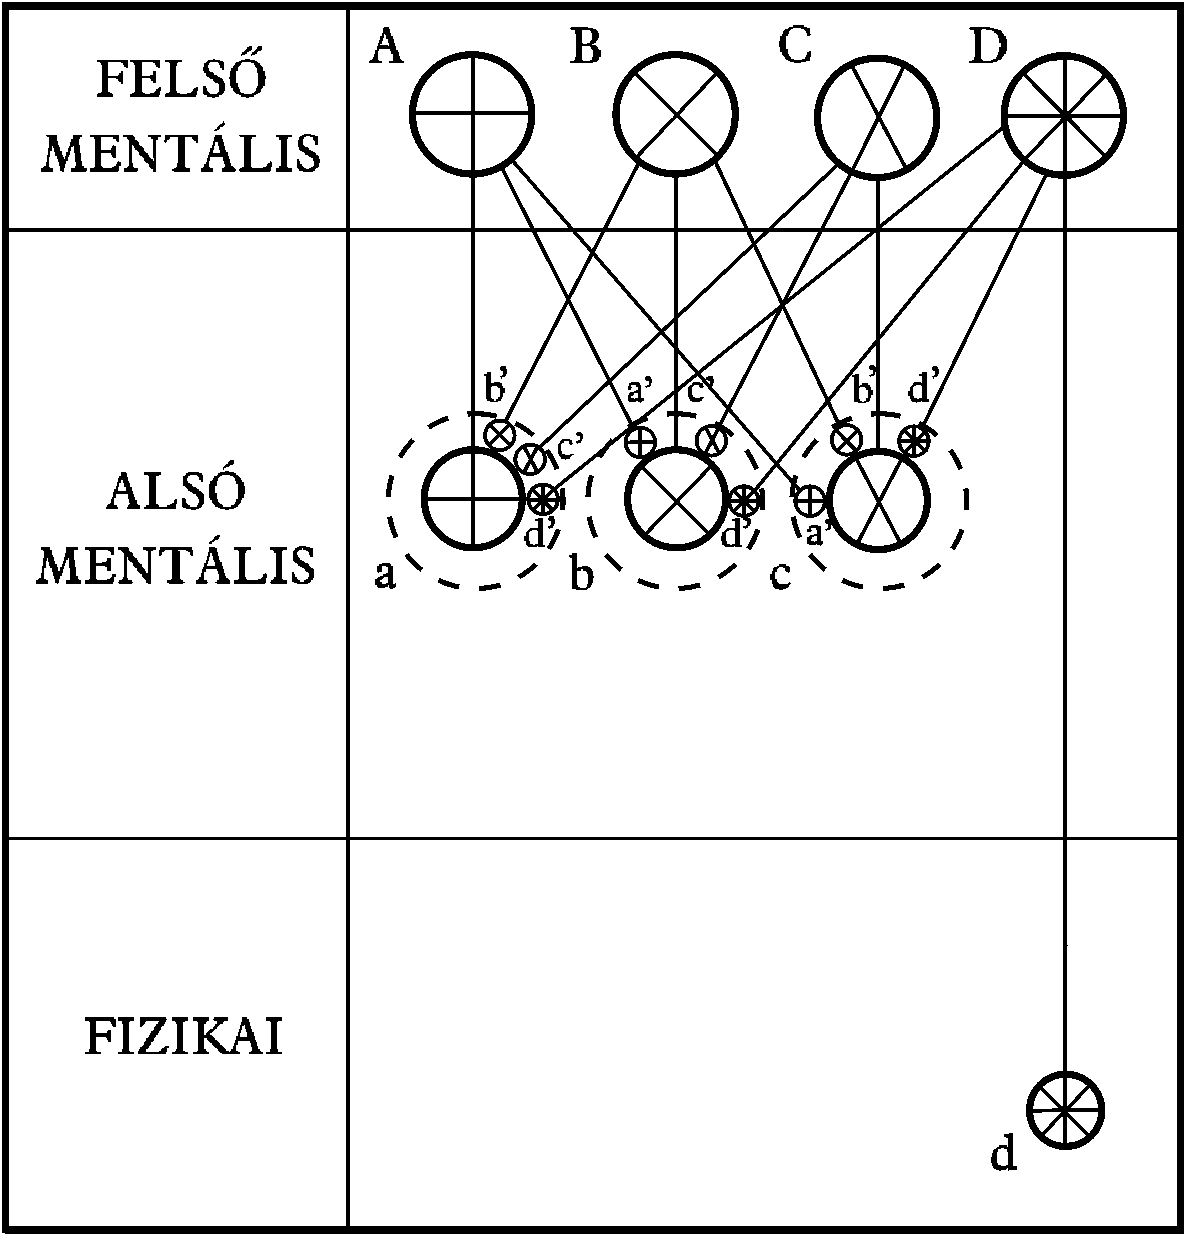 A B C D
FELSŐ
MENTÁLIS
b’ a’ c’ b’ d’
c’
ALSÓ
MENTÁLIS
d’ d’ a’
a b c
FIZIKAI
d